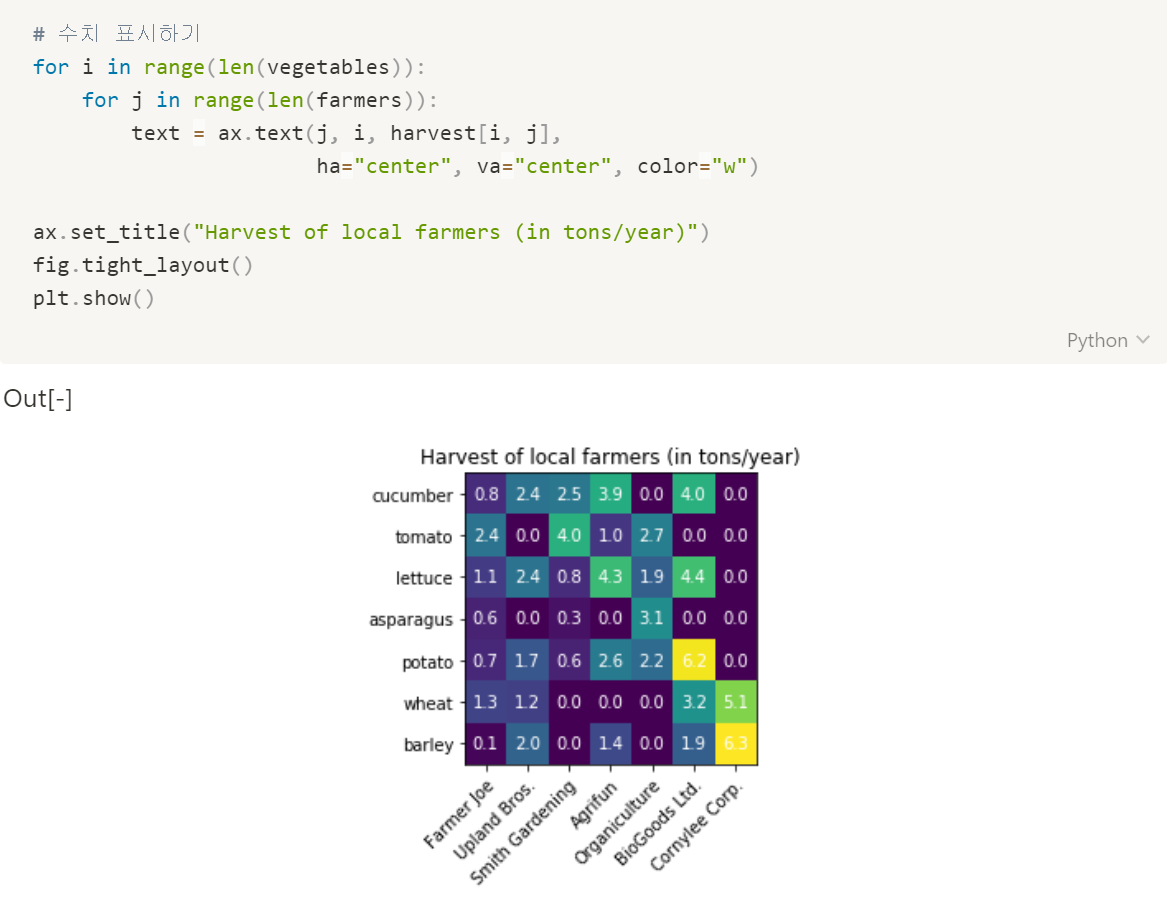 # 수치 표시하기
for i in range(len(vegetables)):
    for j in range(len(farmers)):
        text = ax.text(j, i, harvest[i, j],
                       ha="center", va="center", color="w")
ax.set_title("Harvest of local farmers (in tons/year)")
fig.tight_layout()
plt.show()
Python
Out[-]
Harvest of local farmers (in tons/year)
cucumber 0.8 2.4 2.5 3.9 0.0 4.0 0.0
tomato 2.4 0.0 4.0 1.0 2.7 0.0 0.0
lettuce 1.1 2.4 0.8 4.3 1.9 4.4 0.0
asparagus 0.6 0.0 0.3 0.0 3.1 0.0 0.0
potato 0.7 1.7 0.6 2.6 2.2 6.2 0.0
wheat 1.3 1.2 0.0 0.0 0.0 3.2 5.1
barley 0.1 2.0 0.0 1.4 0.0 1.9 6.3
Farmer Joe
Upland Bros.
Smith Gardening
Agrifun
Organiculture
BioGoods Ltd.
Cornylee Corp.